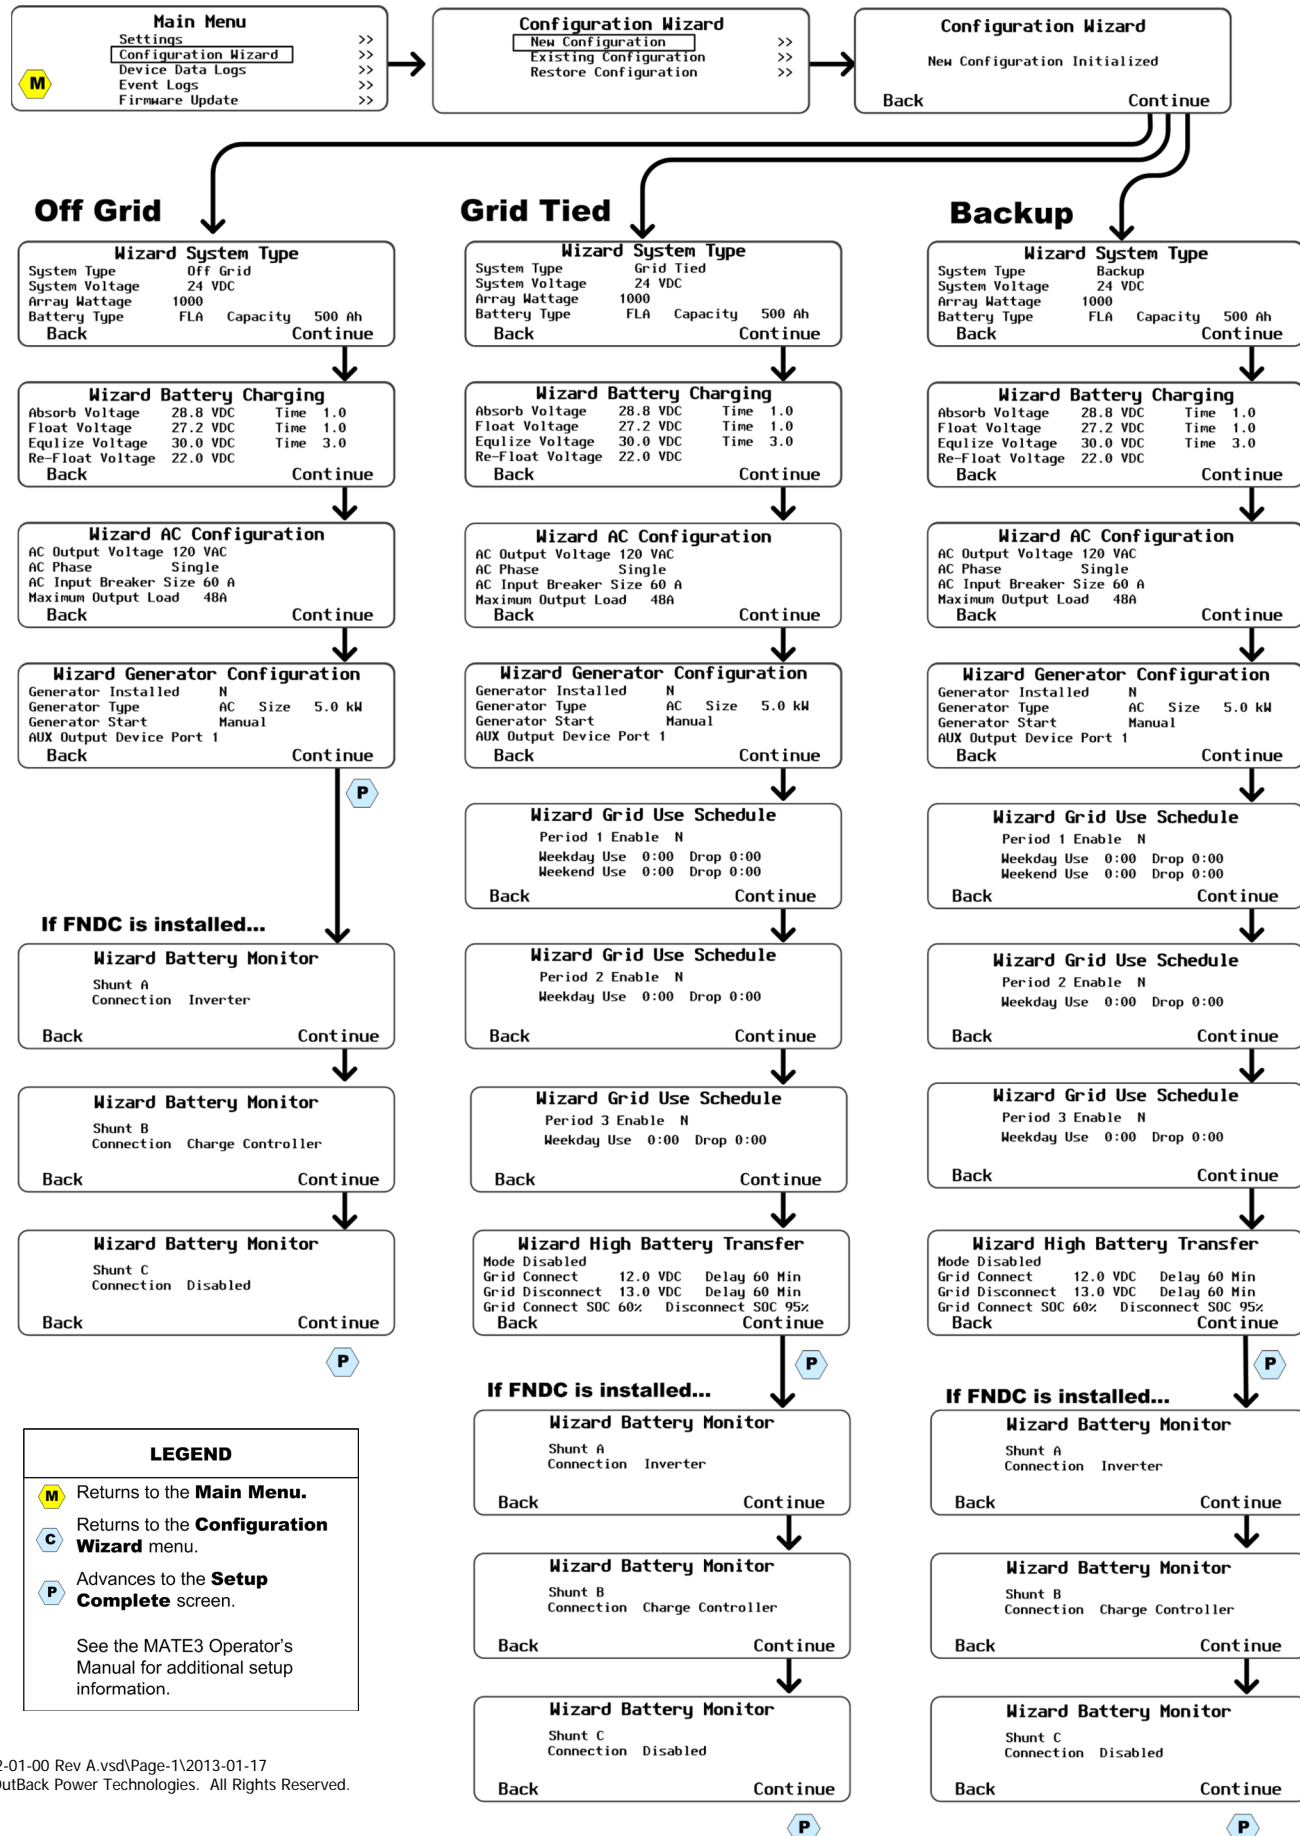 Main Menu
Settings >>
Configuration Wizard >>
Device Data Logs >>
Event Logs >>
Firmware Update >>
M
Configuration Wizard
New Configuration >>
Existing Configuration >>
Restore Configuration >>
Configuration Wizard
New Configuration Initialized
Back Continue
Off Grid
Wizard System Type
System Type Off Grid
System Voltage 24 VDC
Array Wattage 1000
Battery Type FLA Capacity 500 Ah
Back Continue
Wizard Battery Charging
Absorb Voltage 28.8 VDC Time 1.0
Float Voltage 27.2 VDC Time 1.0
Equlize Voltage 30.0 VDC Time 3.0
Re-Float Voltage 22.0 VDC
Back Continue
Wizard AC Configuration
AC Output Voltage 120 VAC
AC Phase Single
AC Input Breaker Size 60 A
Maximum Output Load 48A
Back Continue
Wizard Generator Configuration
Generator Installed N
Generator Type AC Size 5.0 kW
Generator Start Manual
AUX Output Device Port 1
Back Continue
P
If FNDC is installed...
Wizard Battery Monitor
Shunt A
Connection Inverter
Back Continue
Wizard Battery Monitor
Shunt B
Connection Charge Controller
Back Continue
Wizard Battery Monitor
Shunt C
Connection Disabled
Back Continue
P
Grid Tied
Wizard System Type
System Type Grid Tied
System Voltage 24 VDC
Array Wattage 1000
Battery Type FLA Capacity 500 Ah
Back Continue
Wizard Battery Charging
Absorb Voltage 28.8 VDC Time 1.0
Float Voltage 27.2 VDC Time 1.0
Equlize Voltage 30.0 VDC Time 3.0
Re-Float Voltage 22.0 VDC
Back Continue
Wizard AC Configuration
AC Output Voltage 120 VAC
AC Phase Single
AC Input Breaker Size 60 A
Maximum Output Load 48A
Back Continue
Wizard Generator Configuration
Generator Installed N
Generator Type AC Size 5.0 kW
Generator Start Manual
AUX Output Device Port 1
Back Continue
Wizard Grid Use Schedule
Period 1 Enable N
Weekday Use 0:00 Drop 0:00
Weekend Use 0:00 Drop 0:00
Back Continue
Wizard Grid Use Schedule
Period 2 Enable N
Weekday Use 0:00 Drop 0:00
Back Continue
Wizard Grid Use Schedule
Period 3 Enable N
Weekday Use 0:00 Drop 0:00
Back Continue
Wizard High Battery Transfer
Mode Disabled
Grid Connect 12.0 VDC Delay 60 Min
Grid Disconnect 13.0 VDC Delay 60 Min
Grid Connect SOC 60% Disconnect SOC 95%
Back Continue
P
If FNDC is installed...
Wizard Battery Monitor
Shunt A
Connection Inverter
Back Continue
Wizard Battery Monitor
Shunt B
Connection Charge Controller
Back Continue
Wizard Battery Monitor
Shunt C
Connection Disabled
Back Continue
P
Backup
Wizard System Type
System Type Backup
System Voltage 24 VDC
Array Wattage 1000
Battery Type FLA Capacity 500 Ah
Back Continue
Wizard Battery Charging
Absorb Voltage 28.8 VDC Time 1.0
Float Voltage 27.2 VDC Time 1.0
Equlize Voltage 30.0 VDC Time 3.0
Re-Float Voltage 22.0 VDC
Back Continue
Wizard AC Configuration
AC Output Voltage 120 VAC
AC Phase Single
AC Input Breaker Size 60 A
Maximum Output Load 48A
Back Continue
Wizard Generator Configuration
Generator Installed N
Generator Type AC Size 5.0 kW
Generator Start Manual
AUX Output Device Port 1
Back Continue
Wizard Grid Use Schedule
Period 1 Enable N
Weekday Use 0:00 Drop 0:00
Weekend Use 0:00 Drop 0:00
Back Continue
Wizard Grid Use Schedule
Period 2 Enable N
Weekday Use 0:00 Drop 0:00
Back Continue
Wizard Grid Use Schedule
Period 3 Enable N
Weekday Use 0:00 Drop 0:00
Back Continue
Wizard High Battery Transfer
Mode Disabled
Grid Connect 12.0 VDC Delay 60 Min
Grid Disconnect 13.0 VDC Delay 60 Min
Grid Connect SOC 60% Disconnect SOC 95%
Back Continue
P
If FNDC is installed...
Wizard Battery Monitor
Shunt A
Connection Inverter
Back Continue
Wizard Battery Monitor
Shunt B
Connection Charge Controller
Back Continue
Wizard Battery Monitor
Shunt C
Connection Disabled
Back Continue
P
LEGEND
M Returns to the Main Menu.
C Returns to the Configuration
Wizard menu.
P Advances to the Setup
Complete screen.
See the MATE3 Operator's
Manual for additional setup
information.
2-01-00 Rev A.vsd\Page-1\2013-01-17
OutBack Power Technologies. All Rights Reserved.